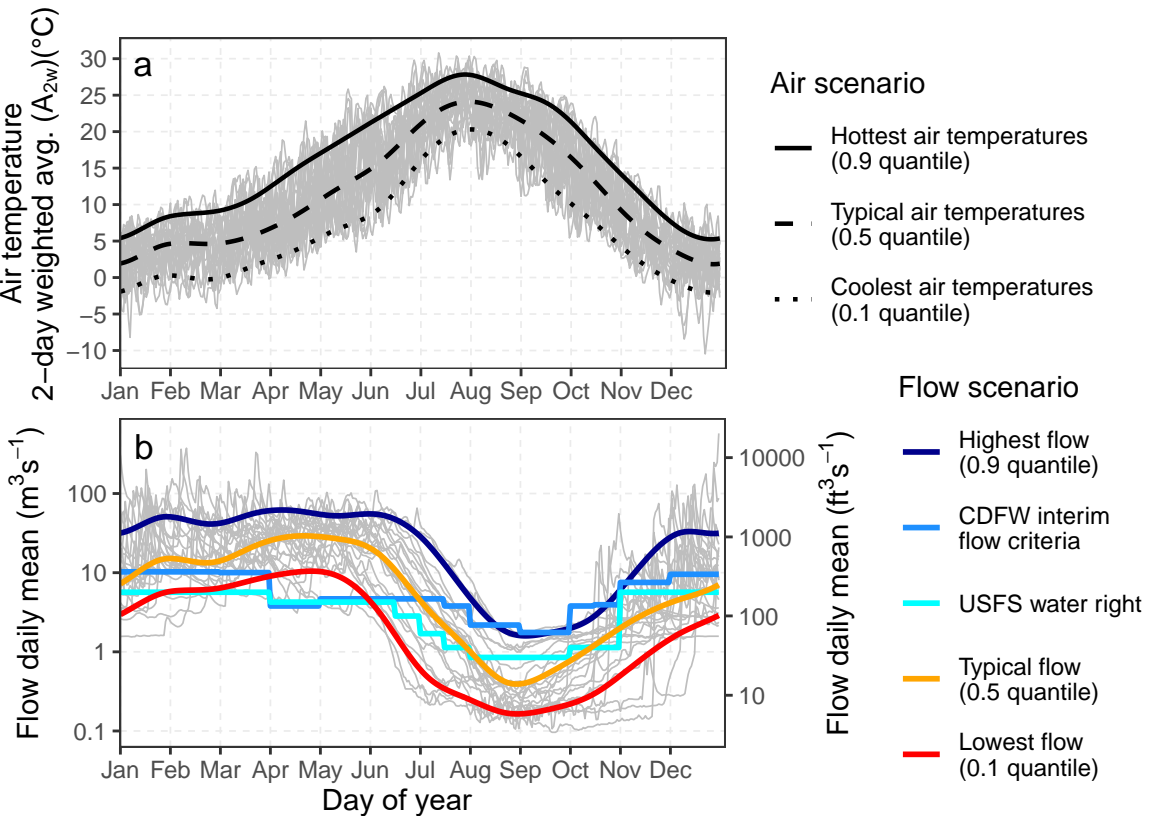 Air temperature
2−day weighted avg. (A2w)(°C)
a
30
25
20
15
10
5
0
−5
−10
Jan Feb Mar Apr May Jun Jul Aug Sep Oct Nov Dec
Air scenario
Hottest air temperatures
(0.9 quantile)
Typical air temperatures
(0.5 quantile)
Coolest air temperatures
(0.1 quantile)
Flow daily mean (m³s⁻¹)
b
100
10
1
0.1
10000
1000
100
10
Flow daily mean (ft³s⁻¹)
Jan Feb Mar Apr May Jun Jul Aug Sep Oct Nov Dec
Day of year
Flow scenario
Highest flow
(0.9 quantile)
CDFW interim
flow criteria
USFS water right
Typical flow
(0.5 quantile)
Lowest flow
(0.1 quantile)